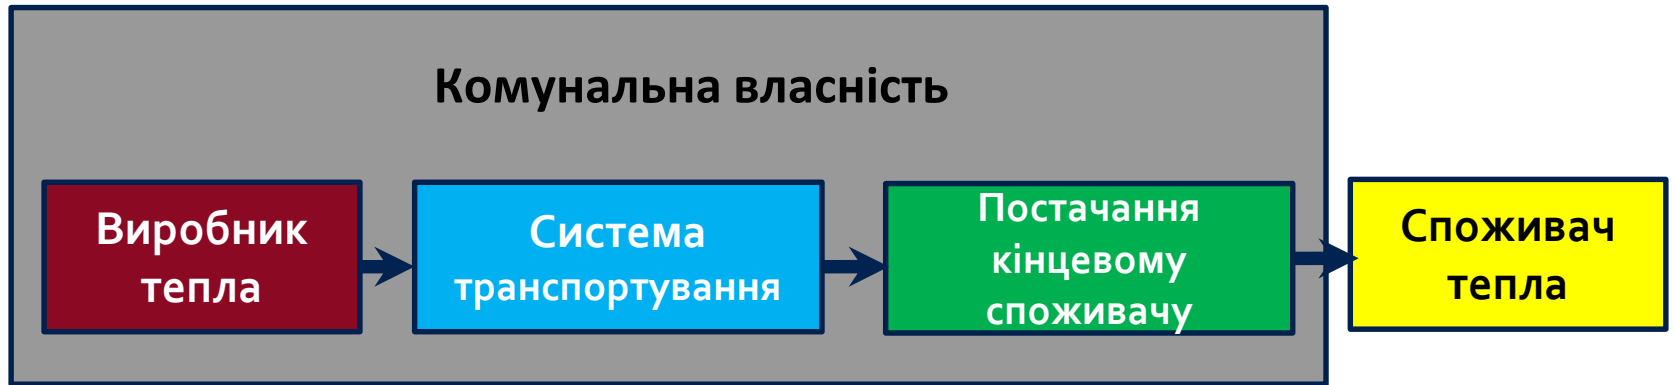 Комунальна власність
Виробник
тепла
Система
транспортування
Постачання
кінцевому
споживачу
Споживач
тепла